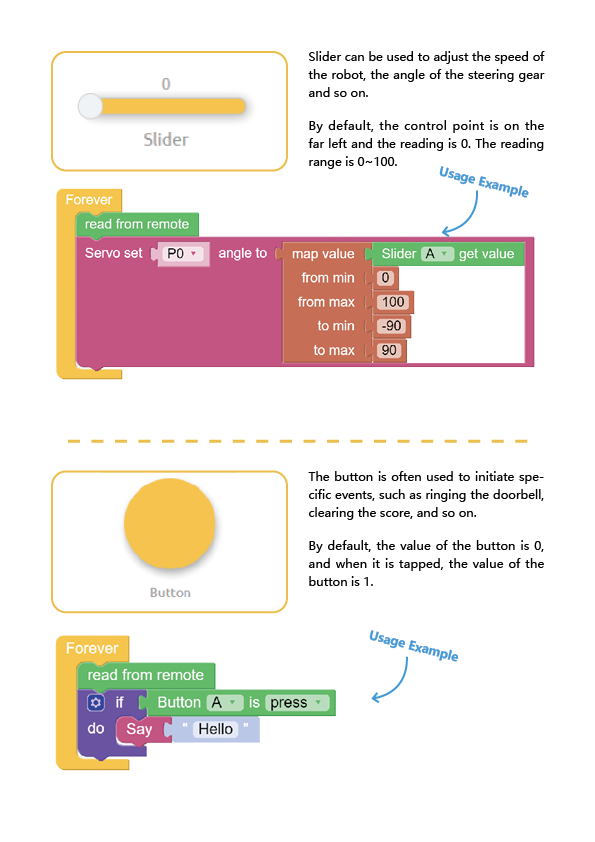 0
Slider
Slider can be used to adjust the speed of
the robot, the angle of the steering gear
and so on.
By default, the control point is on the
far left and the reading is 0. The reading
range is 0~100.
Usage Example
Forever
read from remote
Servo set P0 angle to map value Slider A get value
from min 0
from max 100
to min -90
to max 90
Button
The button is often used to initiate spe-
cific events, such as ringing the doorbell,
clearing the score, and so on.
By default, the value of the button is 0,
and when it is tapped, the value of the
button is 1.
Usage Example
Forever
read from remote
if Button A is press
do Say " Hello "